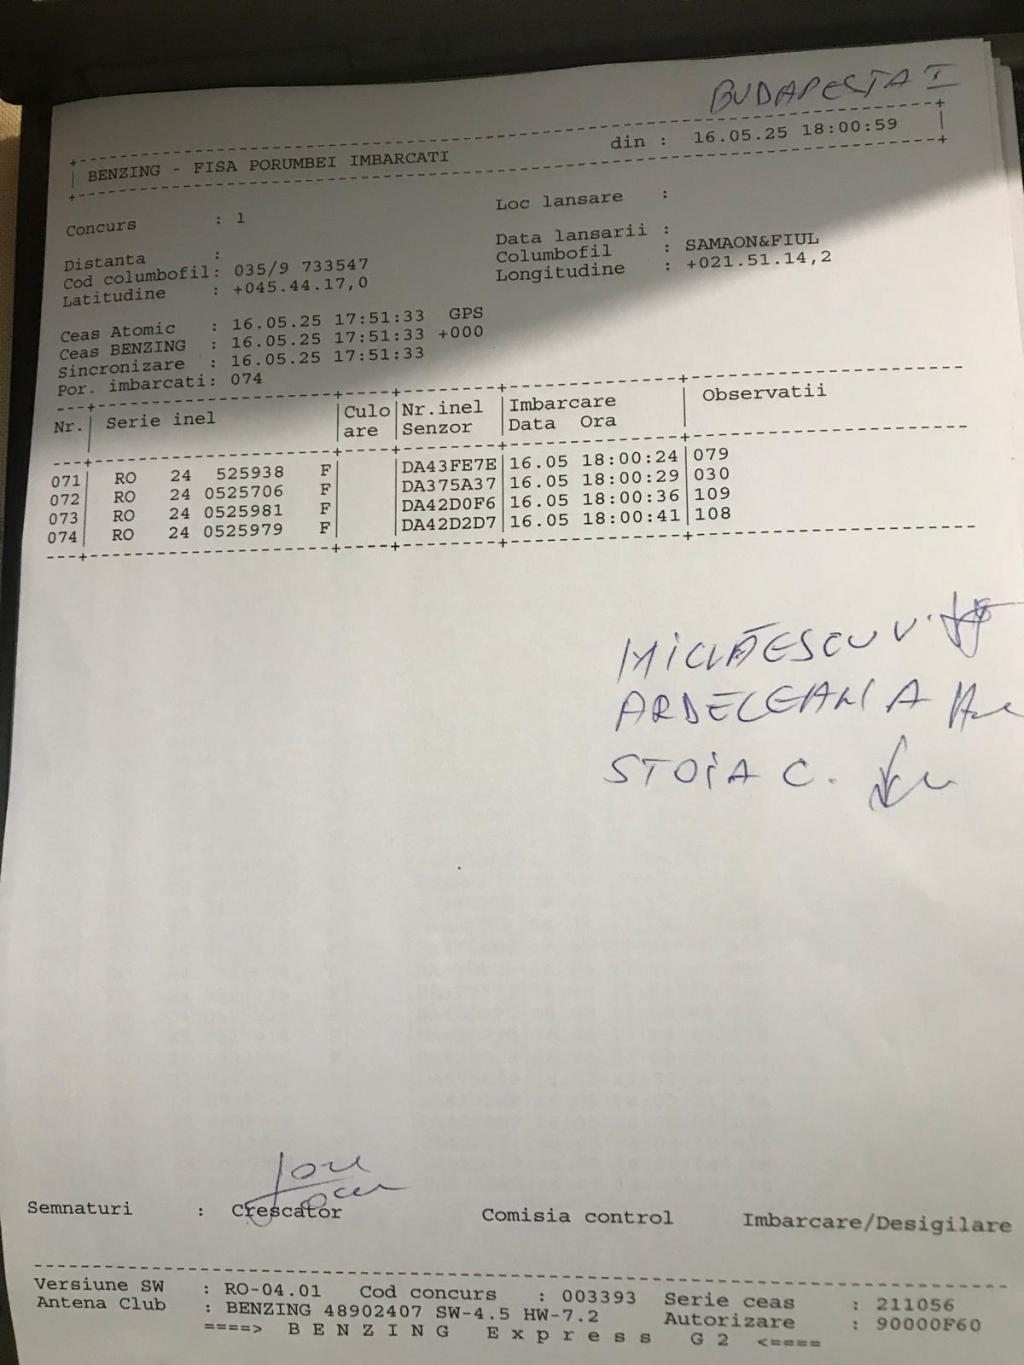 BUDAPESTA I
BENZING - FISA PORUMBEI IMBARCATI din : 16.05.25 18:00:59
Concurs : 1 Loc lansare :
Distanta : Data lansarii :
Cod columbofil: 035/9 733547 Columbofil : SAMAON&FIUL
Latitudine : +045.44.17,0 Longitudine : +021.51.14,2
Ceas Atomic : 16.05.25 17:51:33 GPS
Ceas BENZING : 16.05.25 17:51:33 +000
Sincronizare : 16.05.25 17:51:33
Por. imbarcati: 074
Nr. Serie inel Culo Nr.inel Imbarcare Observatii
are Senzor Data Ora
071 RO 24 525938 F DA43FE7E 16.05 18:00:24 079
072 RO 24 0525706 F DA375A37 16.05 18:00:29 030
073 RO 24 0525981 F DA42D0F6 16.05 18:00:36 109
074 RO 24 0525979 F DA42D2D7 16.05 18:00:41 108
V.
ARDELEAN A
STOIA C.
Semnaturi : Crescator Comisia control Imbarcare/Desigilare
Versiune SW : RO-04.01 Cod concurs : 003393 Serie ceas : 211056
Antena Club : BENZING 48902407 SW-4.5 HW-7.2 Autorizare : 90000F60
====> B E N Z I N G E x p r e s s G 2 <====